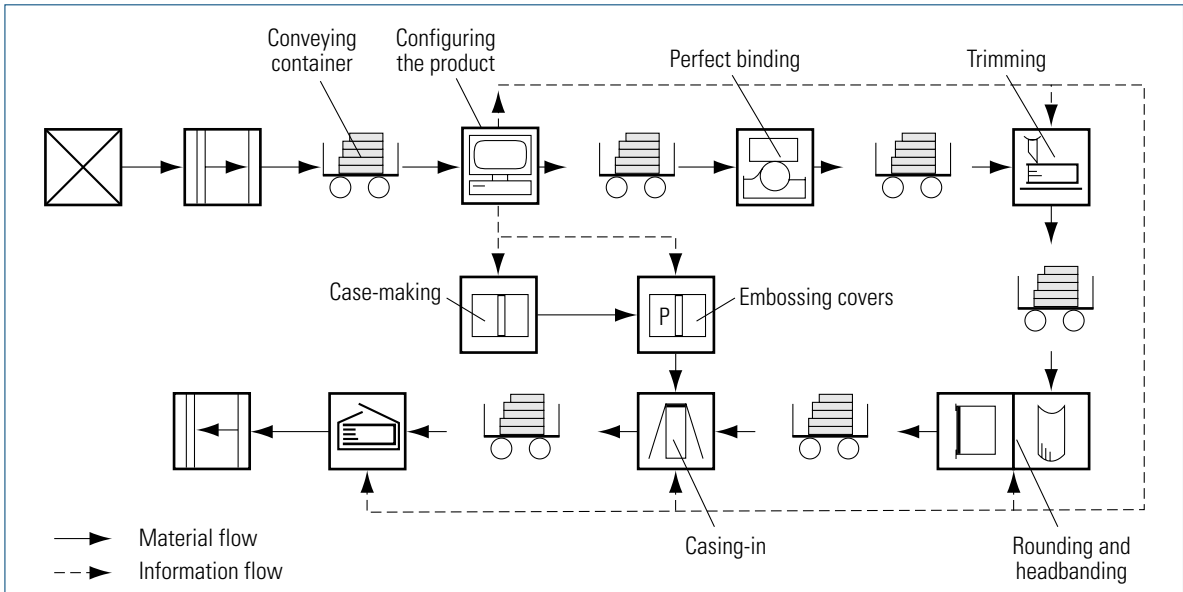 Conveying
container
Configuring
the product
Perfect binding
Trimming
Case-making
P
Embossing covers
Casing-in
Rounding and
headbanding
Material flow
Information flow